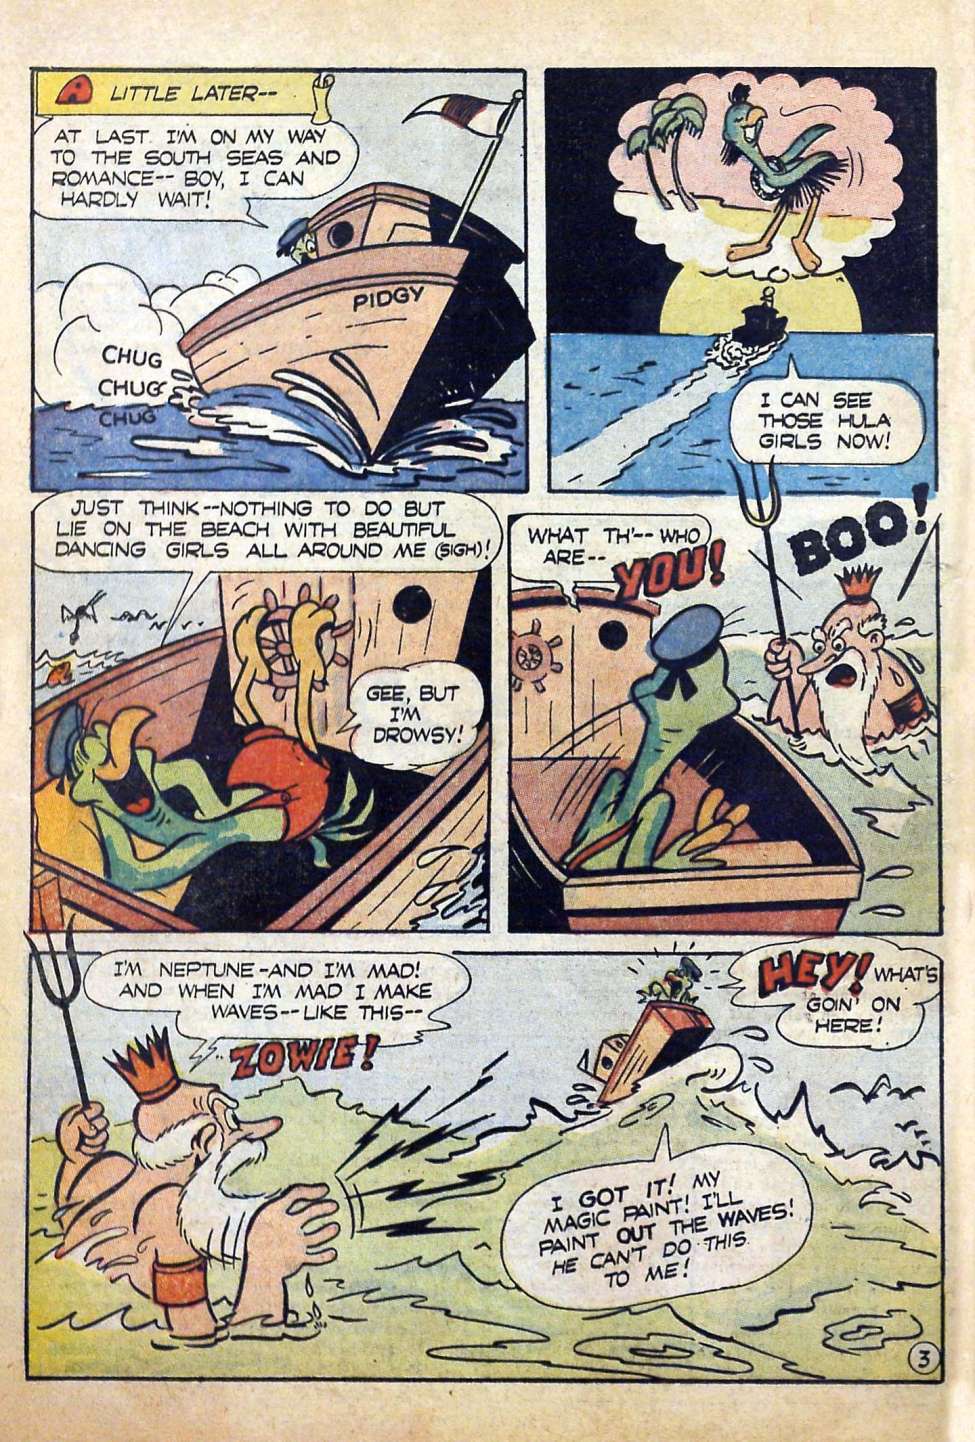 A LITTLE LATER--
AT LAST I'M ON MY WAY
TO THE SOUTH SEAS AND
ROMANCE-- BOY, I CAN
HARDLY WAIT!
PIDGY
CHUG
CHUG
CHUG
I CAN SEE
THOSE HULA
GIRLS NOW!
JUST THINK--NOTHING TO DO BUT
LIE ON THE BEACH WITH BEAUTIFUL
DANCING GIRLS ALL AROUND ME (SIGH)!
GEE, BUT
I'M
DROWSY!
WHAT TH'-- WHO
ARE--
YOU!
BOO!
I'M NEPTUNE-AND I'M MAD!
AND WHEN I'M MAD I MAKE
WAVES--LIKE THIS--
ZOWIE!
HEY! WHAT'S
GOIN' ON
HERE!
I GOT IT! MY
MAGIC PAINT! I'LL
PAINT OUT THE WAVES!
HE CAN'T DO THIS
TO ME!
3